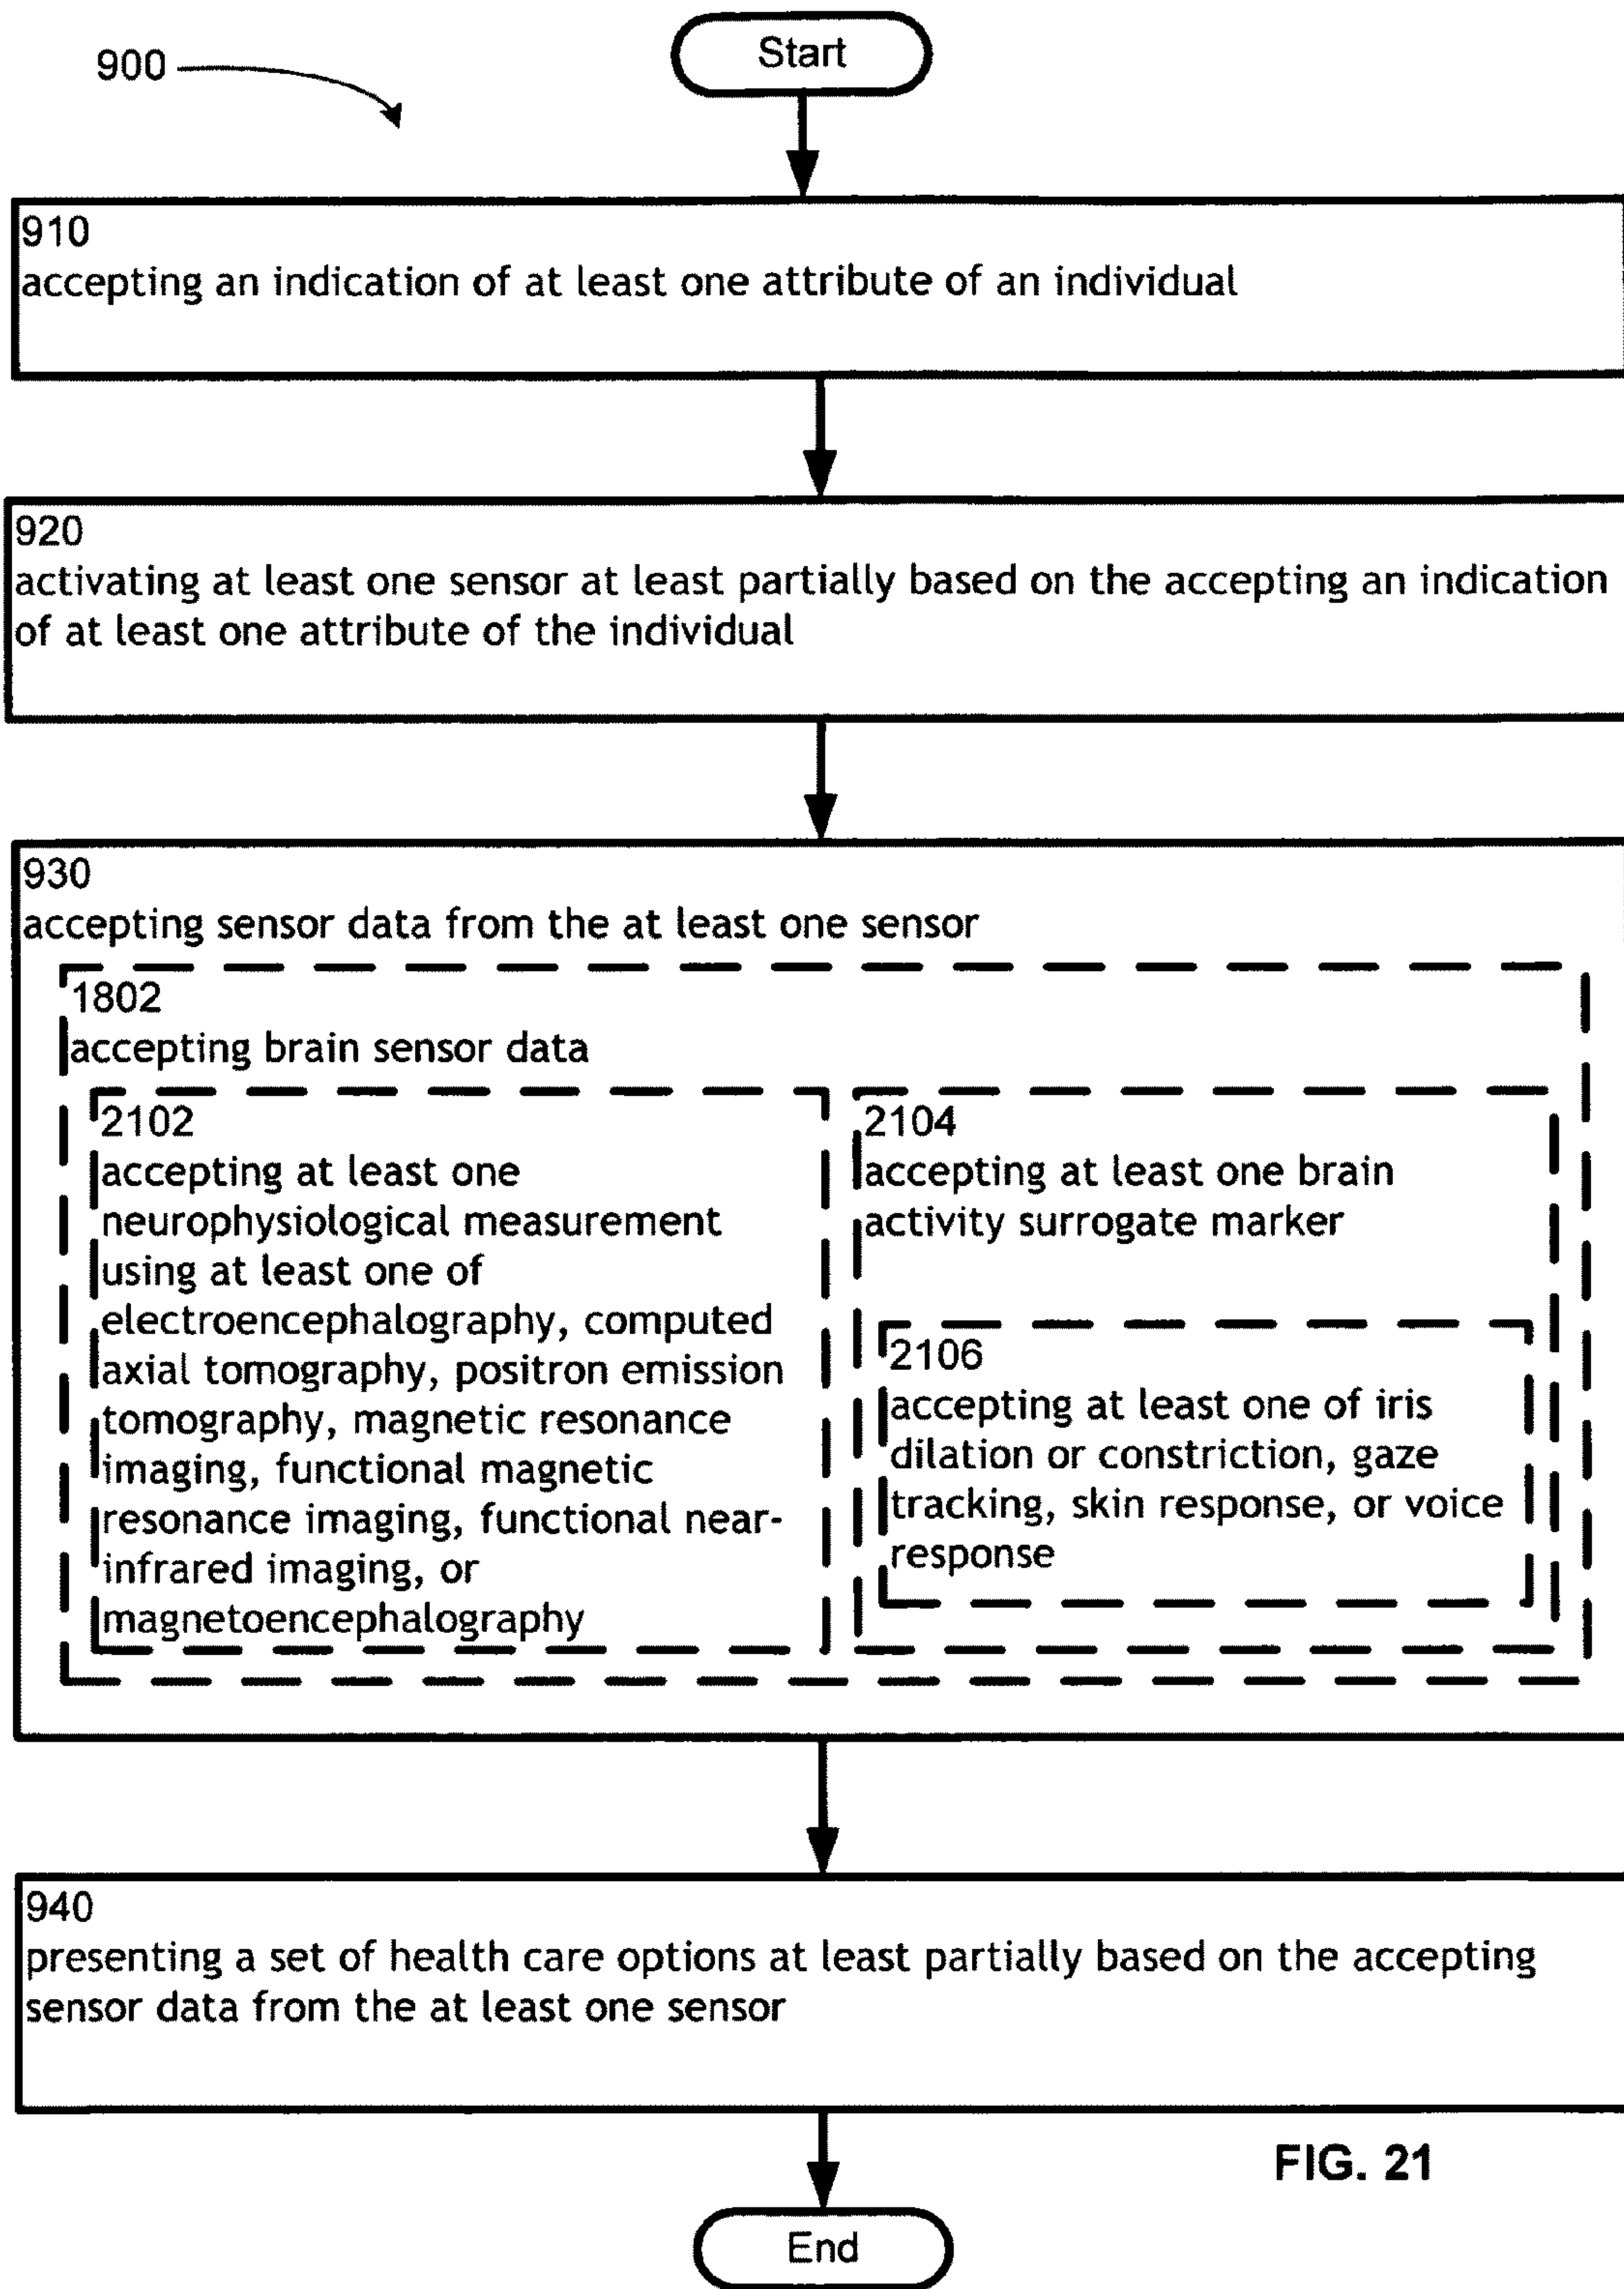 Start
900
910
accepting an indication of at least one attribute of an individual
920
activating at least one sensor at least partially based on the accepting an indication
of at least one attribute of the individual
930
accepting sensor data from the at least one sensor
1802
accepting brain sensor data
2102
accepting at least one
neurophysiological measurement
using at least one of
electroencephalography, computed
axial tomography, positron emission
tomography, magnetic resonance
imaging, functional magnetic
resonance imaging, functional near-
infrared imaging, or
magnetoencephalography
2104
accepting at least one brain
activity surrogate marker
2106
accepting at least one of iris
dilation or constriction, gaze
tracking, skin response, or voice
response
940
presenting a set of health care options at least partially based on the accepting
sensor data from the at least one sensor
FIG. 21
End